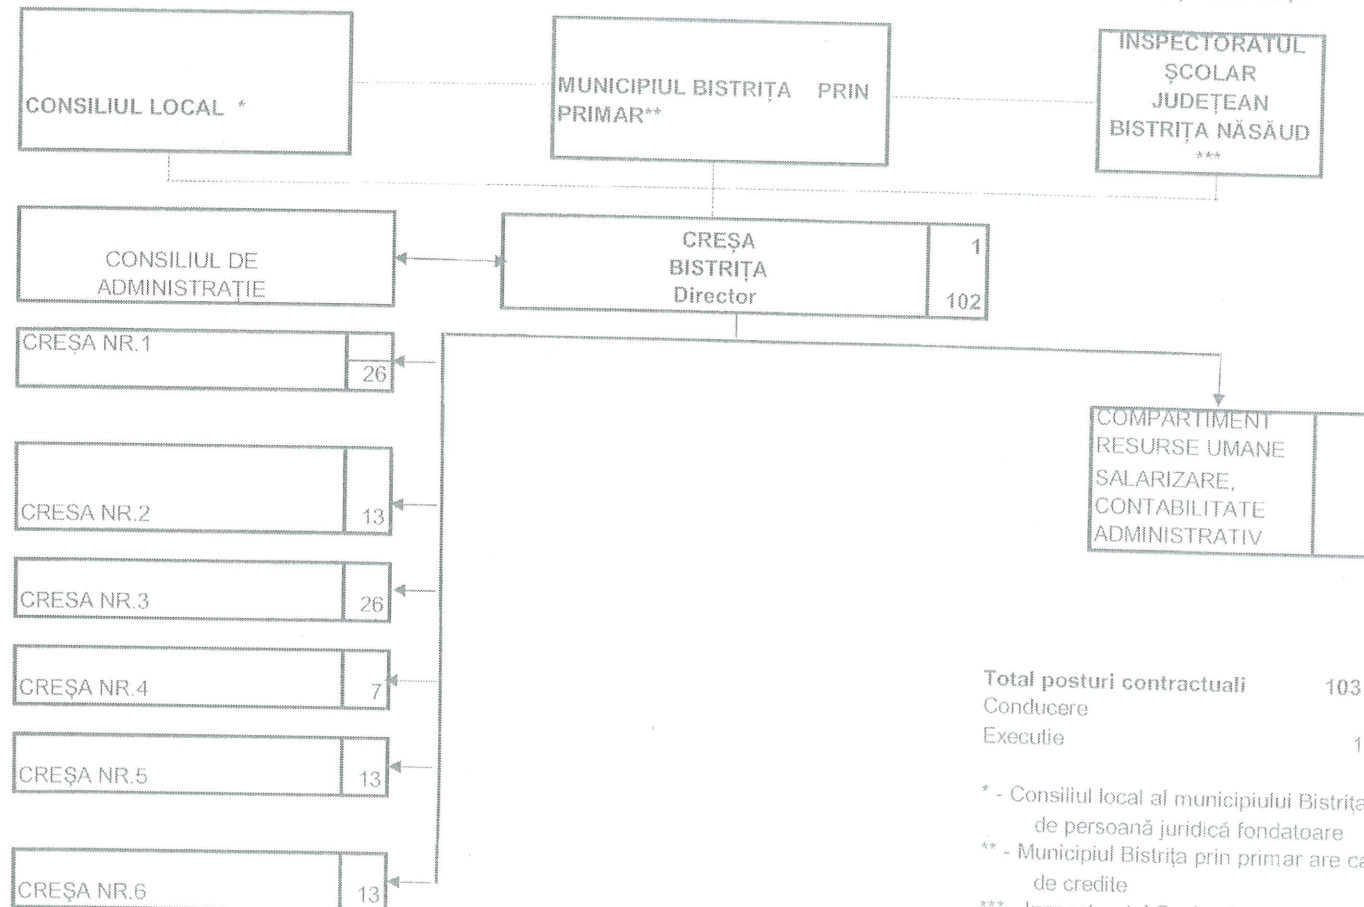 CONSILIUL LOCAL *
MUNICIPIUL BISTRIȚA PRIN
PRIMAR**
INSPECTORATUL
ȘCOLAR
JUDEȚEAN
BISTRIȚA NĂSĂUD
***
CONSILIUL DE
ADMINISTRAȚIE
CREȘA
BISTRIȚA
Director
1
102
CREȘA NR.1
26
CRESA NR.2
13
CRESA NR.3
26
CREȘA NR.4
7
CREȘA NR.5
13
CREȘA NR.6
13
COMPARTIMENT
RESURSE UMANE
SALARIZARE,
CONTABILITATE
ADMINISTRATIV
Total posturi contractuali 103
Conducere
Executie 1
* - Consiliul local al municipiului Bistrița
de persoană juridică fondatoare
** - Municipiul Bistrița prin primar are
de credite
***